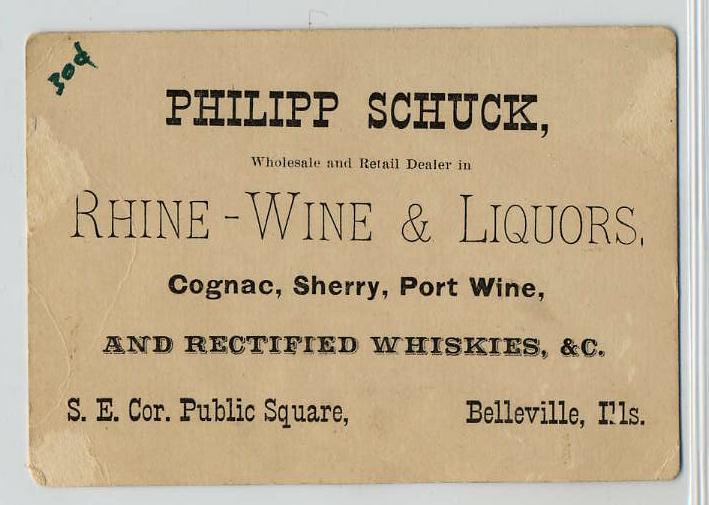 PHILIPP SCHUCK,
Wholesale and Retail Dealer in
RHINE-WINE & LIQUORS.
Cognac, Sherry, Port Wine,
AND RECTIFIED WHISKIES, &C.
S. E. Cor. Public Square, Belleville, Ills.